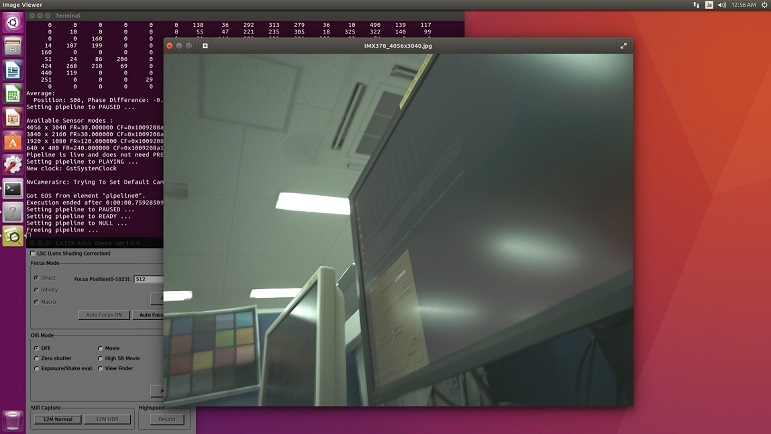 Image Viewer
12:56 AM
Terminal
0 0 0 0 0 138 36 292 313 279 36 10 490 139 117
0 0 0 0 0 55 47 221 235 305 18 325 322 140 99
0 0 160 0 0
14 187 199 0 0
160 0 0 0 0
51 24 86 206 0
424 268 210 69 0
440 119 0 0 0
251 0 0 0 29
0 0 0 0 0
Average:
Position: 506, Phase Difference: -0.
Setting pipeline to PAUSED ...
Available Sensor modes :
4056 x 3040 FR=30.000000 CF=0x1009208a
3840 x 2160 FR=30.000000 CF=0x1009208a
1920 x 1080 FR=120.000000 CF=0x1009208a
640 x 480 FR=240.000000 CF=0x1009208a
Pipeline is live and does not need PRE
Setting pipeline to PLAYING ...
New clock: GstSystemClock
NvCameraSrc: Trying To Set Default Cam
Got EOS from element "pipeline0".
Execution ended after 0:00:00.75928509
Setting pipeline to PAUSED ...
Setting pipeline to READY ...
Setting pipeline to NULL ...
Freeing pipeline ...
IMX378_4056x3040.jpg
LSC (Lens Shading Correction)
Focus Mode
Direct
Focus Position(0-1023): 512
Infinity
Macro
Auto Focus ON
Auto Focu
OIS Mode
OFF
Movie
Zero shutter
High SR Movie
Exposure/Shake eval.
View Finder
Still Capture
Highspeed
12M Normal
12M HDR
Record